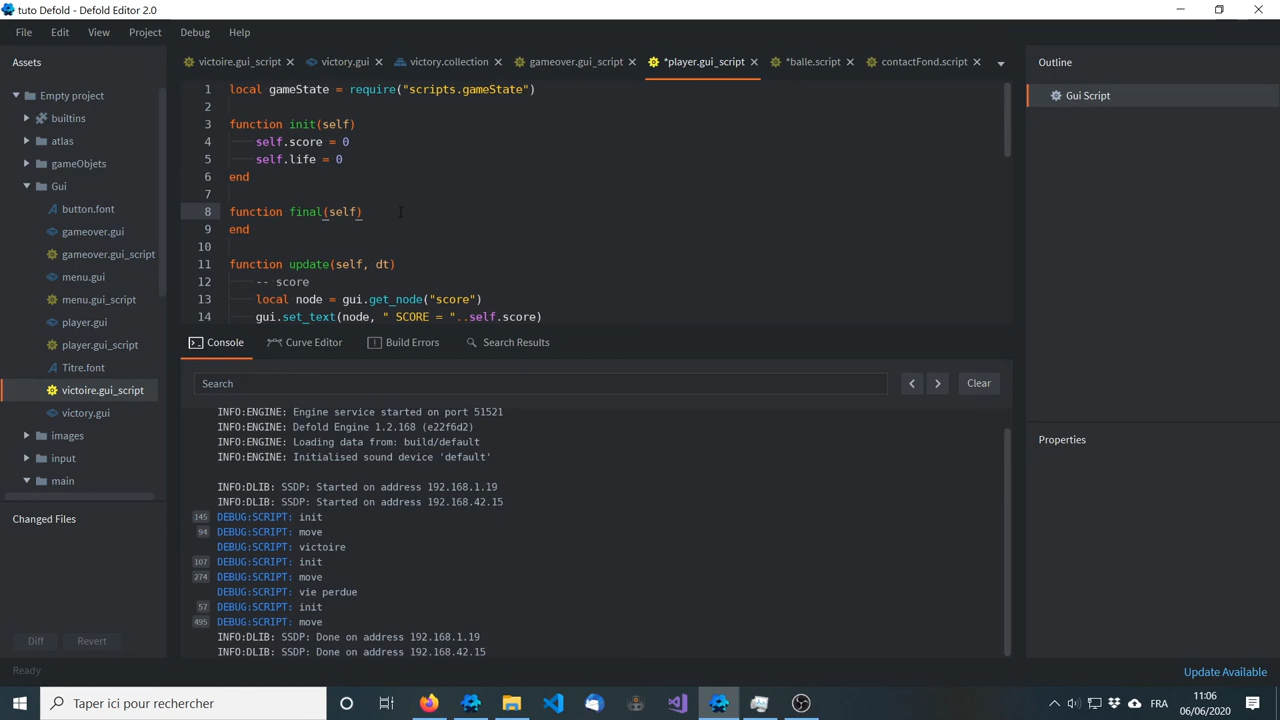 tuto Defold - Defold Editor 2.0
File Edit View Project Debug Help
Assets
Empty project
builtins
atlas
gameObjets
Gui
button.font
gameover.gui
gameover.gui_script
menu.gui
menu.gui_script
player.gui
player.gui_script
Titre.font
victoire.gui_script
victory.gui
images
input
main
Changed Files
Diff Revert
Ready
victoire.gui_script victory.gui victory.collection gameover.gui_script *player.gui_script *balle.script contactFond.script
1 local gameState = require("scripts.gameState")
2
3 function init(self)
4 self.score = 0
5 self.life = 0
6 end
7
8 function final(self)
9 end
10
11 function update(self, dt)
12 -- score
13 local node = gui.get_node("score")
14 gui.set_text(node, " SCORE = "..self.score)
Console Curve Editor Build Errors Search Results
Search Clear
INFO:ENGINE: Engine service started on port 51521
INFO:ENGINE: Defold Engine 1.2.168 (e22f6d2)
INFO:ENGINE: Loading data from: build/default
INFO:ENGINE: Initialised sound device 'default'
INFO:DLIB: SSDP: Started on address 192.168.1.19
INFO:DLIB: SSDP: Started on address 192.168.42.15
145 DEBUG:SCRIPT: init
94 DEBUG:SCRIPT: move
DEBUG:SCRIPT: victoire
107 DEBUG:SCRIPT: init
274 DEBUG:SCRIPT: move
DEBUG:SCRIPT: vie perdue
57 DEBUG:SCRIPT: init
495 DEBUG:SCRIPT: move
INFO:DLIB: SSDP: Done on address 192.168.1.19
INFO:DLIB: SSDP: Done on address 192.168.42.15
Outline
Gui Script
Properties
Update Available
Taper ici pour rechercher
FRA
11:06
06/06/2020